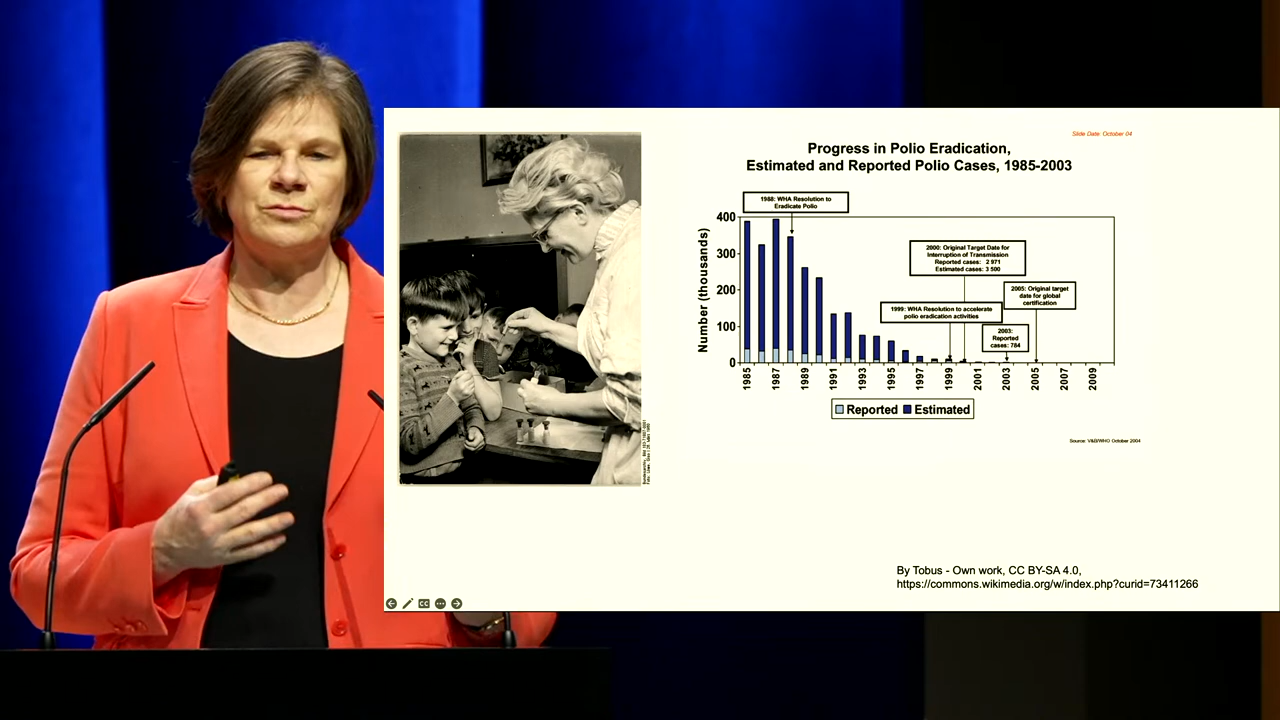 Slide Date: October 04
Progress in Polio Eradication,
Estimated and Reported Polio Cases, 1985-2003
1988: WHA Resolution to
Eradicate Polio
2000: Original Target Date for
Interruption of Transmission
Reported cases: 2 971
Estimated cases: 3 500
2005: Original target
date for global
certification
1999: WHA Resolution to accelerate
polio eradication activities
2003:
Reported
cases: 784
Number (thousands)
400
300
200
100
0
1985
1987
1989
1991
1993
1995
1997
1999
2001
2003
2005
2007
2009
Reported Estimated
Source: V&B/WHO October 2004
By Tobus - Own work, CC BY-SA 4.0,
https://commons.wikimedia.org/w/index.php?curid=73411266
CC